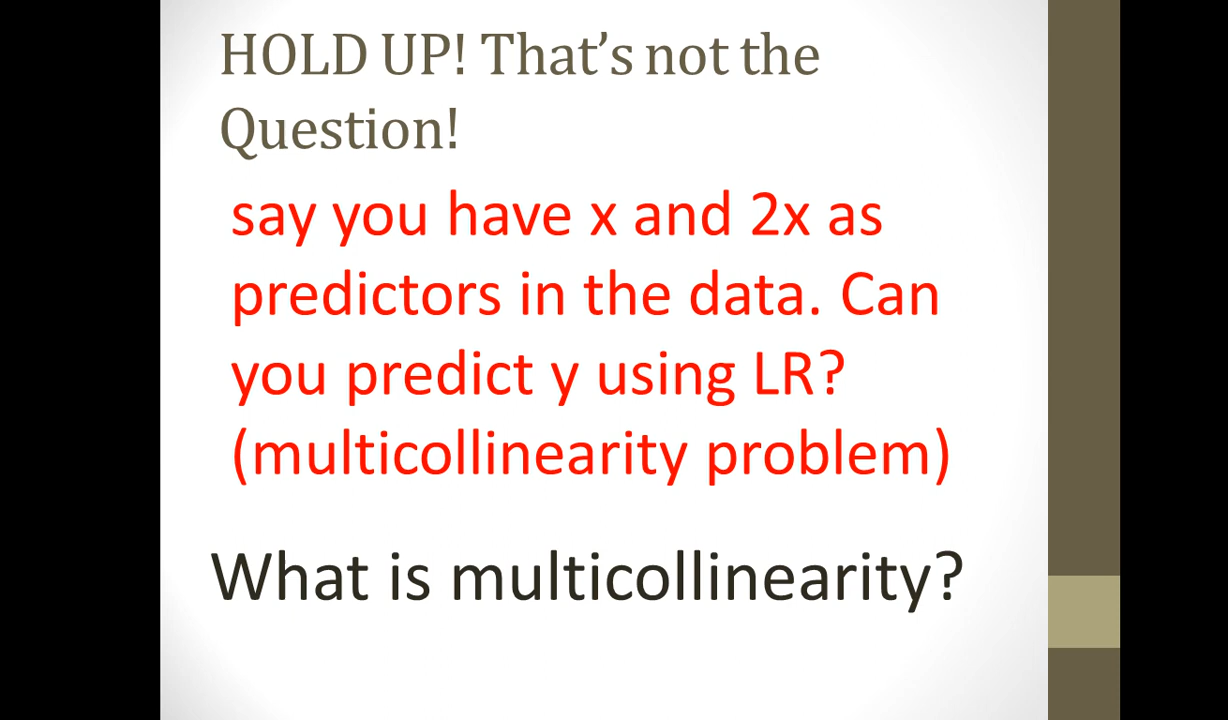 HOLD UP! That’s not the
Question!
say you have x and 2x as
predictors in the data. Can
you predict y using LR?
(multicollinearity problem)
What is multicollinearity?